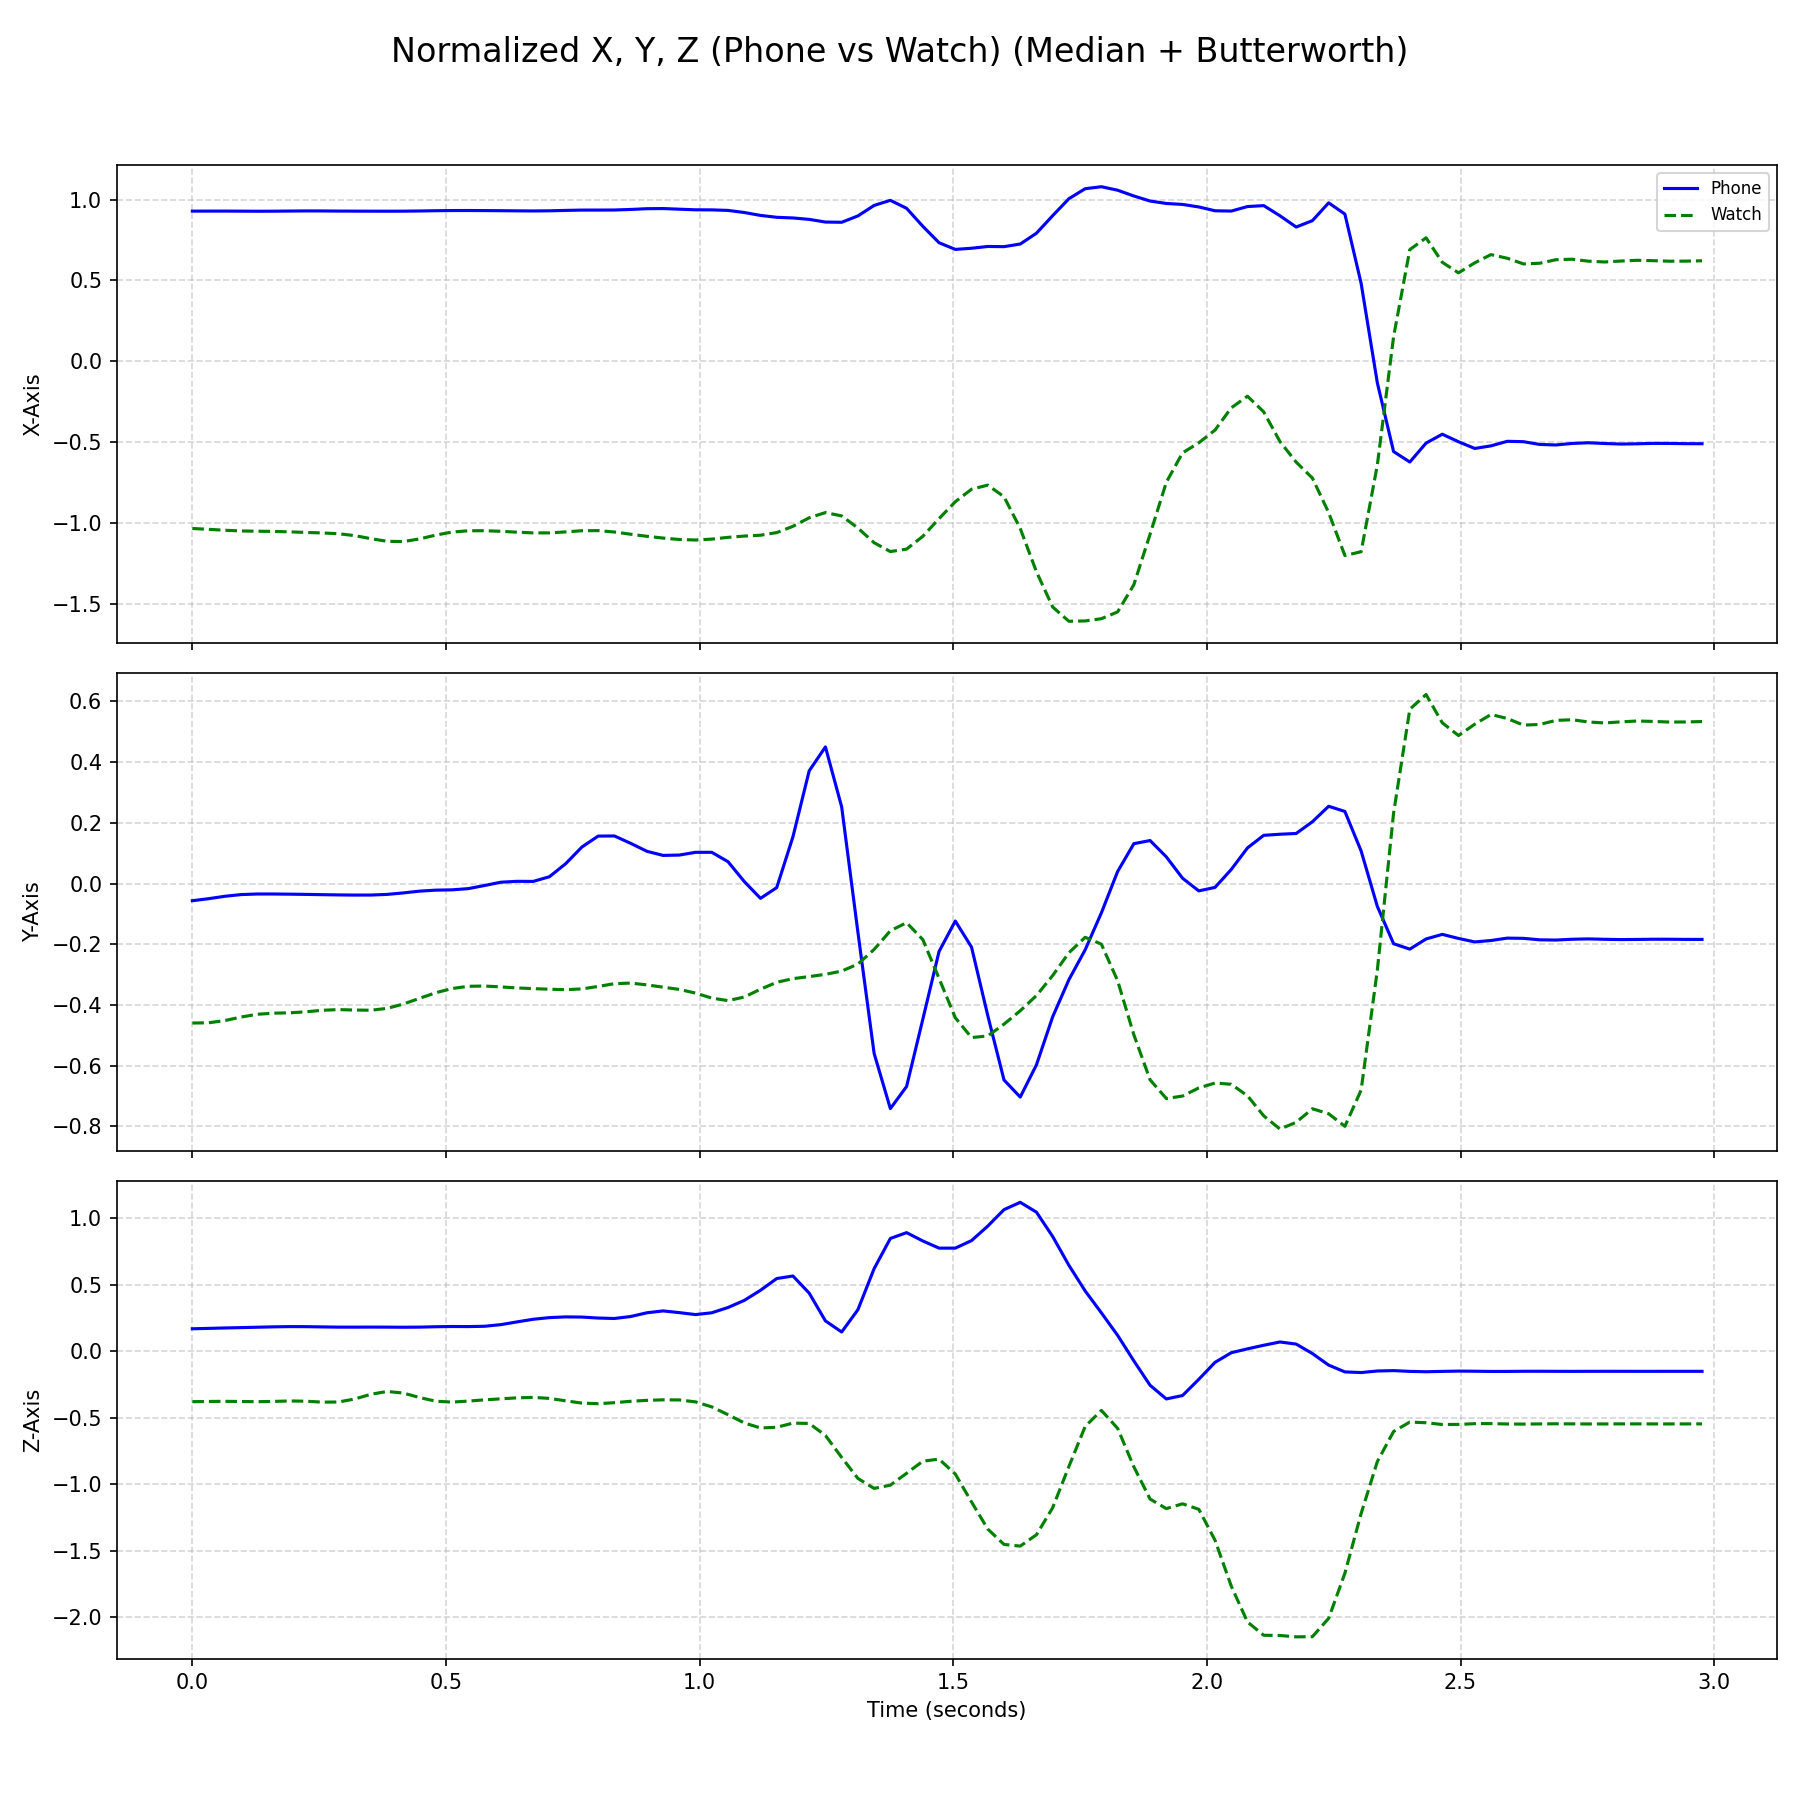 Normalized X, Y, Z (Phone vs Watch) (Median + Butterworth)
Phone
Watch
1.0
0.5
0.0
−0.5
−1.0
−1.5
X-Axis
0.6
0.4
0.2
0.0
−0.2
−0.4
−0.6
−0.8
Y-Axis
1.0
0.5
0.0
−0.5
−1.0
−1.5
−2.0
Z-Axis
0.0 0.5 1.0 1.5 2.0 2.5 3.0
Time (seconds)